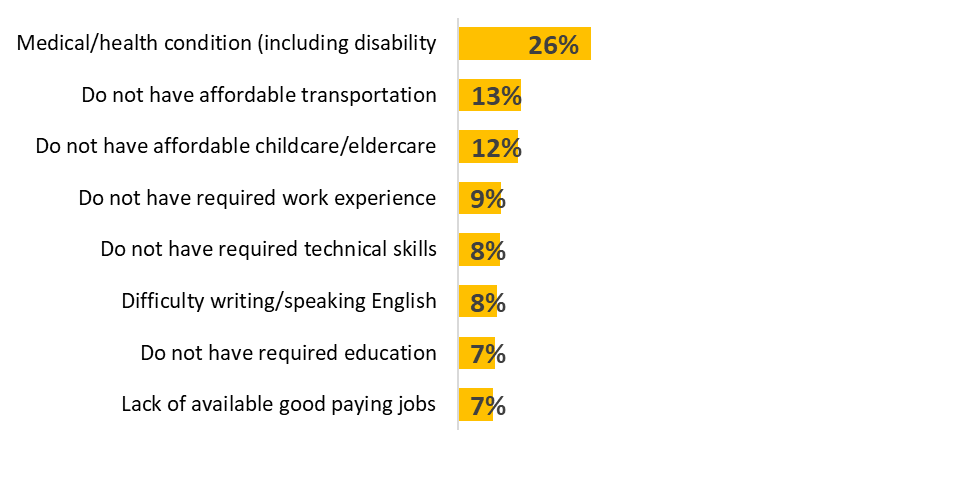 Medical/health condition (including disability 26%
Do not have affordable transportation 13%
Do not have affordable childcare/eldercare 12%
Do not have required work experience 9%
Do not have required technical skills 8%
Difficulty writing/speaking English 8%
Do not have required education 7%
Lack of available good paying jobs 7%